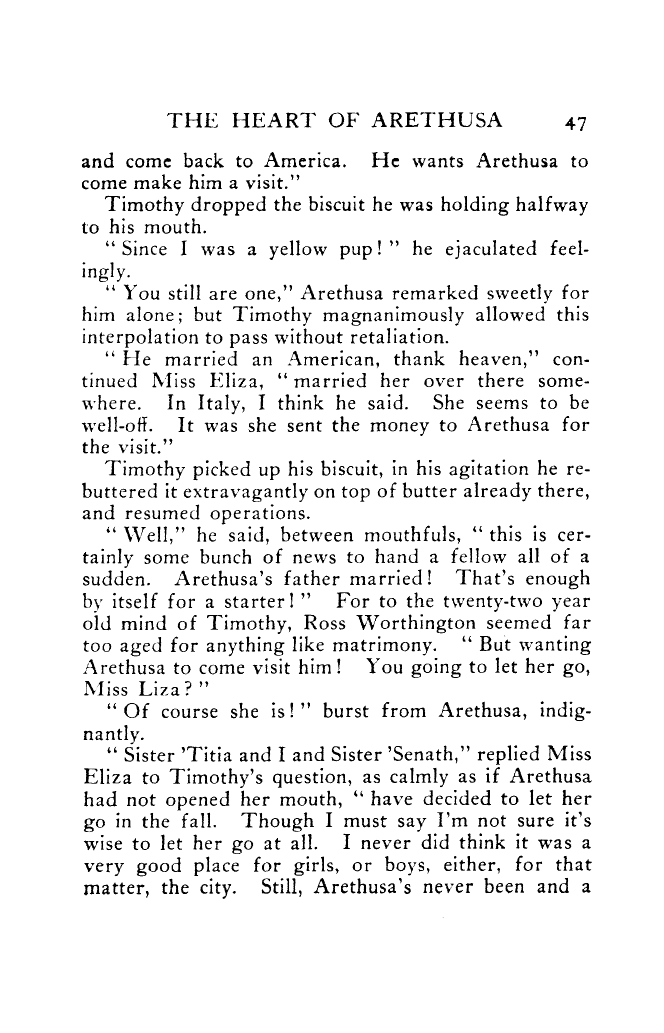 THE HEART OF ARETHUSA 47
and come back to America. He wants Arethusa to
come make him a visit."
Timothy dropped the biscuit he was holding halfway
to his mouth.
" Since I was a yellow pup! " he ejaculated feel-
ingly.
" You still are one," Arethusa remarked sweetly for
him alone; but Timothy magnanimously allowed this
interpolation to pass without retaliation.
" He married an American, thank heaven," con-
tinued Miss Eliza, " married her over there some-
where. In Italy, I think he said. She seems to be
well-off. It was she sent the money to Arethusa for
the visit."
Timothy picked up his biscuit, in his agitation he re-
buttered it extravagantly on top of butter already there,
and resumed operations.
" Well," he said, between mouthfuls, " this is cer-
tainly some bunch of news to hand a fellow all of a
sudden. Arethusa's father married! That's enough
by itself for a starter! " For to the twenty-two year
old mind of Timothy, Ross Worthington seemed far
too aged for anything like matrimony. " But wanting
Arethusa to come visit him! You going to let her go,
Miss Liza? "
" Of course she is! " burst from Arethusa, indig-
nantly.
" Sister 'Titia and I and Sister 'Senath," replied Miss
Eliza to Timothy's question, as calmly as if Arethusa
had not opened her mouth, " have decided to let her
go in the fall. Though I must say I'm not sure it's
wise to let her go at all. I never did think it was a
very good place for girls, or boys, either, for that
matter, the city. Still, Arethusa's never been and a